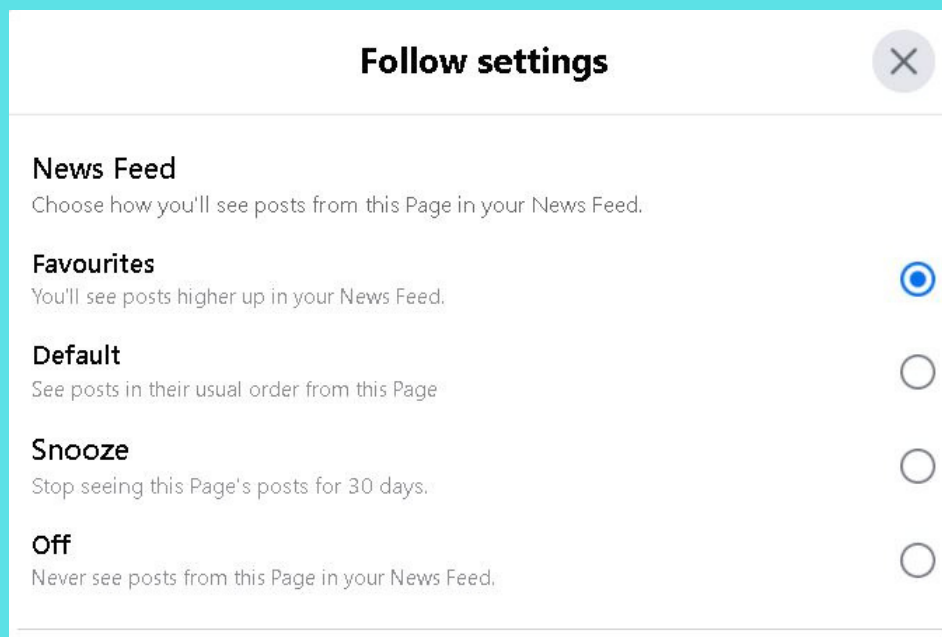 Follow settings
News Feed
Choose how you'll see posts from this Page in your News Feed.
Favourites
You'll see posts higher up in your News Feed.
Default
See posts in their usual order from this Page
Snooze
Stop seeing this Page's posts for 30 days.
Off
Never see posts from this Page in your News Feed.